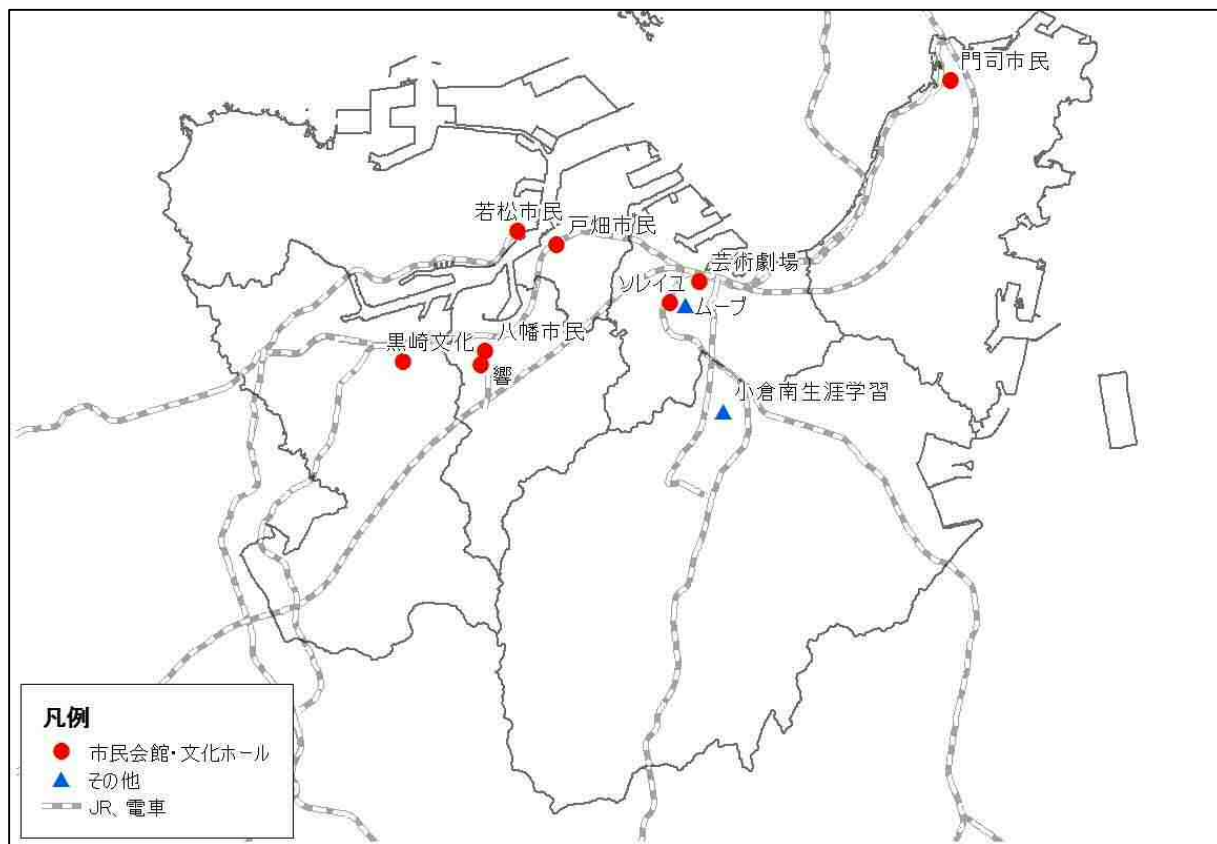 門司市民
若松市民
戸畑市民
芸術劇場
ソレイユ
ムーブ
八幡市民
黒崎文化
響
小倉南生涯学習
凡例
市民会館・文化ホール
その他
JR、電車